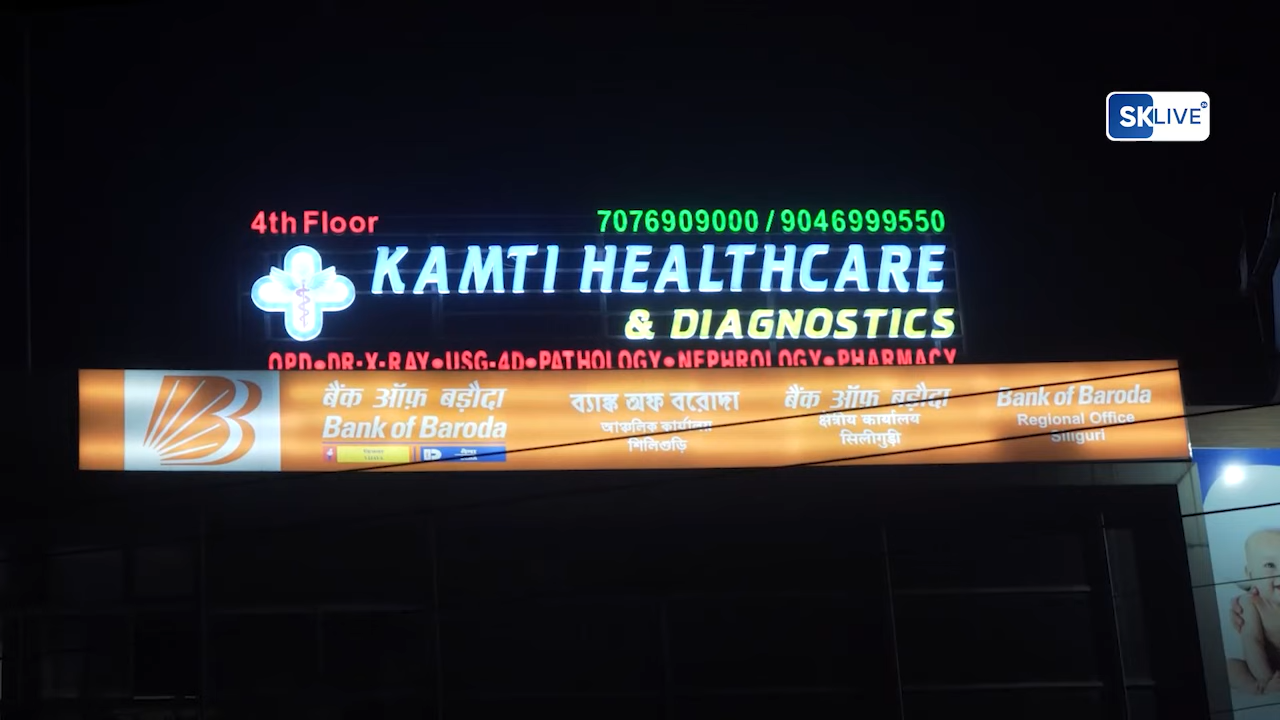 SKLIVE
4th Floor
7076909000 / 9046999550
KAMTI HEALTHCARE
& DIAGNOSTICS
OPD•DR-X-RAY•USG-4D•PATHOLOGY•NEPHROLOGY•PHARMACY
बैंक ऑफ़ बड़ौदा
Bank of Baroda
ব্যাঙ্ক অফ বরোদা
আঞ্চলিক কার্যালয়
শিলিগুড়ি
बैंक ऑफ़ बड़ौदा
क्षेत्रीय कार्यालय
सिलीगुड़ी
Bank of Baroda
Regional Office
Siliguri